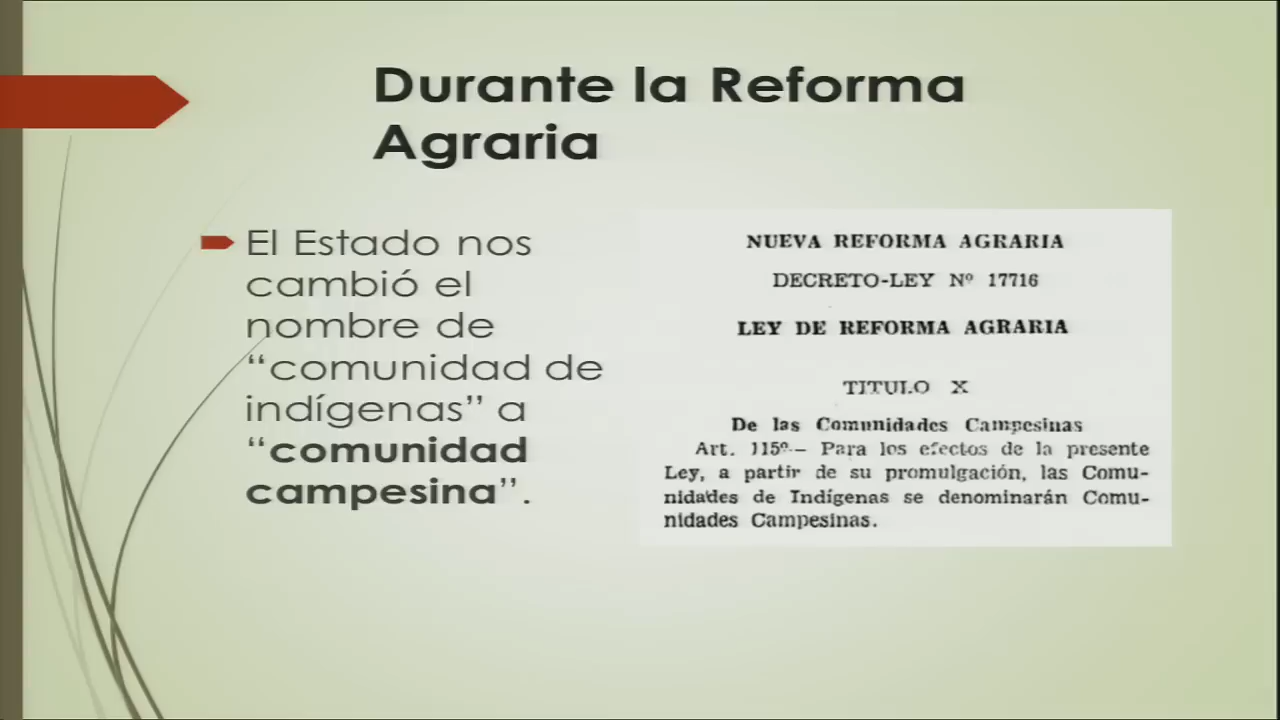 Durante la Reforma
Agraria
El Estado nos
cambió el
nombre de
“comunidad de
indígenas” a
“comunidad
campesina”.
NUEVA REFORMA AGRARIA
DECRETO-LEY Nº 17716
LEY DE REFORMA AGRARIA
TITULO X
De las Comunidades Campesinas
Art. 115º.— Para los efectos de la presente
Ley, a partir de su promulgación, las Comu-
nidades de Indígenas se denominarán Comu-
nidades Campesinas.